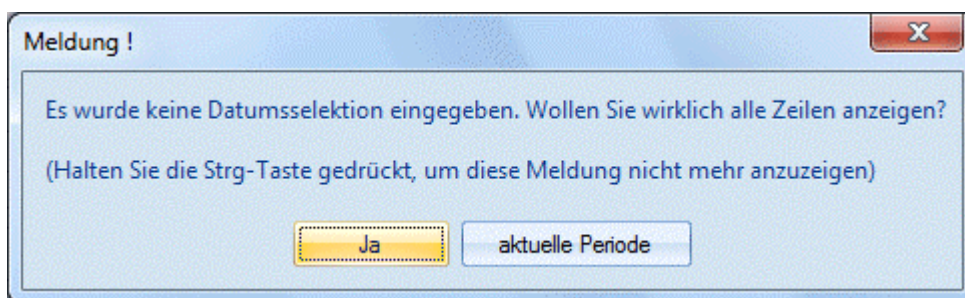 Meldung !
Es wurde keine Datumsselektion eingegeben. Wollen Sie wirklich alle Zeilen anzeigen?
(Halten Sie die Strg-Taste gedrückt, um diese Meldung nicht mehr anzuzeigen)
Ja
aktuelle Periode